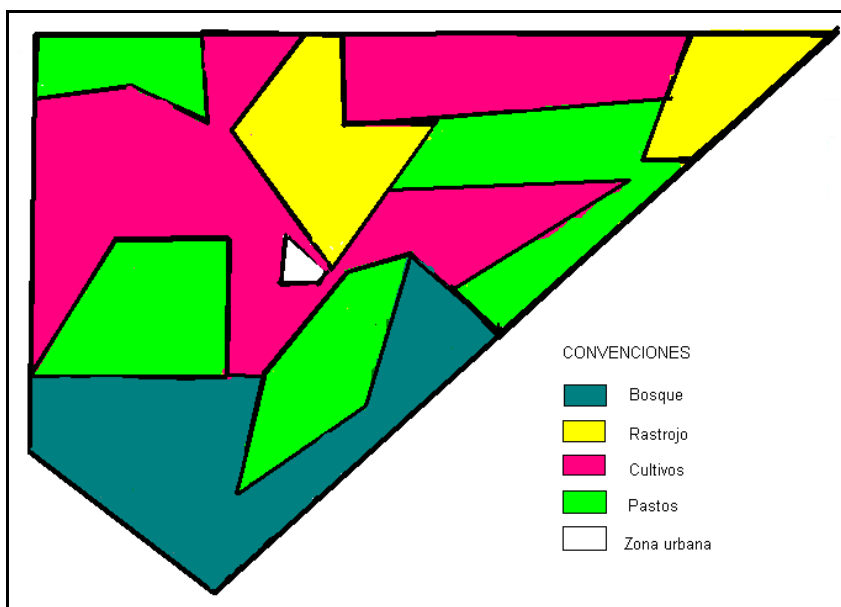 CONVENCIONES
Bosque
Rastrojo
Cultivos
Pastos
Zona urbana